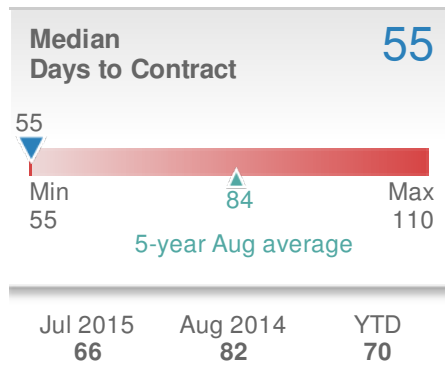 Median
Days to Contract
55
55
Min
55
84
Max
110
5-year Aug average
Jul 2015
66
Aug 2014
82
YTD
70